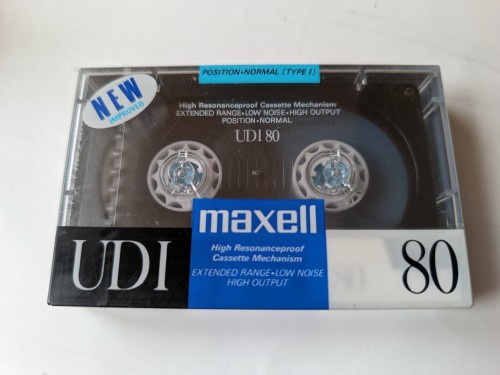 POSITION•NORMAL (TYPE I)
NEW
IMPROVED
High Resonanceproof Cassette Mechanism
EXTENDED RANGE•LOW NOISE•HIGH OUTPUT
POSITION•NORMAL
UDI 80
maxell
High Resonanceproof
Cassette Mechanism
EXTENDED RANGE•LOW NOISE
HIGH OUTPUT
UDI
80